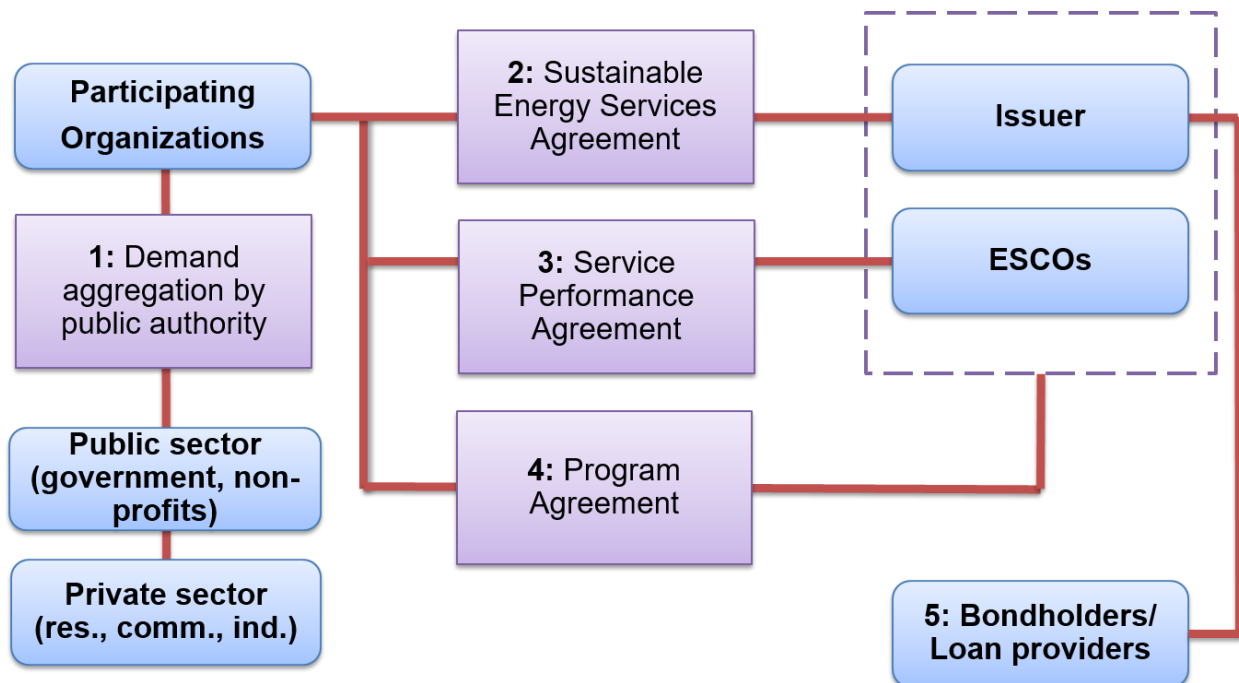 Participating
Organizations
1: Demand
aggregation by
public authority
Public sector
(government, non-
profits)
Private sector
(res., comm., ind.)
2: Sustainable
Energy Services
Agreement
3: Service
Performance
Agreement
4: Program
Agreement
Issuer
ESCOs
5: Bondholders/
Loan providers